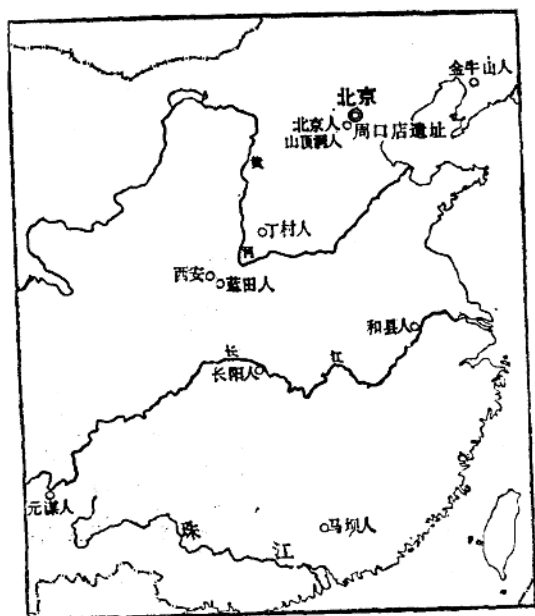 金牛山人
北京
北京人
周口店遗址
山顶洞人
黄
丁村人
河
西安
蓝田人
和县人
长
江
长阳人
元谋人
马坝人
珠
江